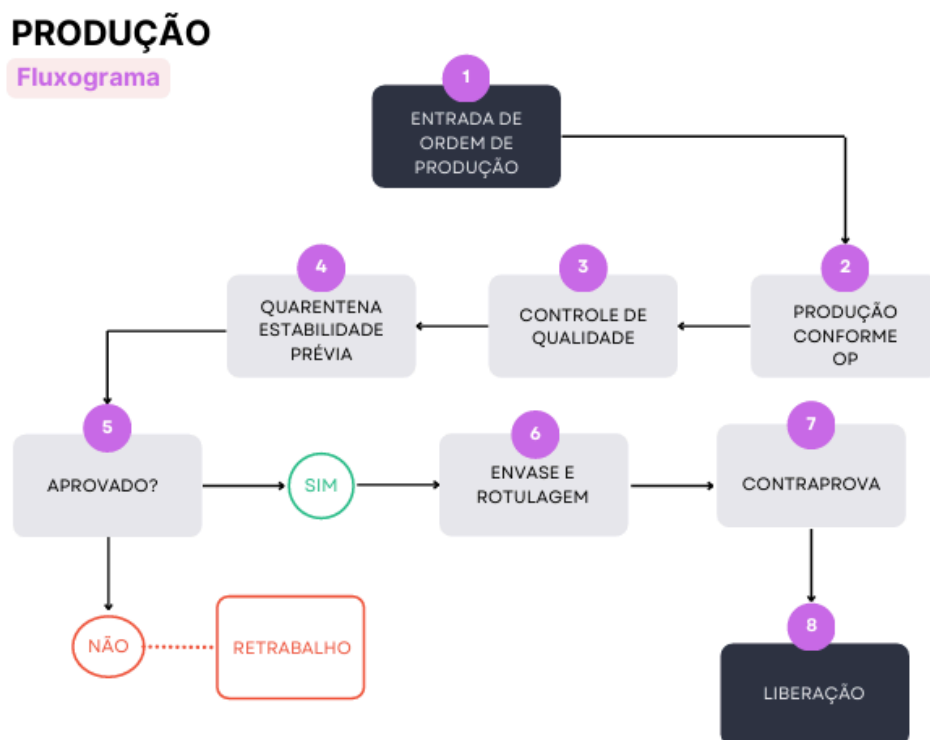 PRODUÇÃO
Fluxograma
1
ENTRADA DE
ORDEM DE
PRODUÇÃO
2
PRODUÇÃO
CONFORME
OP
3
CONTROLE DE
QUALIDADE
4
QUARENTENA
ESTABILIDADE
PRÉVIA
5
APROVADO?
SIM
6
ENVASE E
ROTULAGEM
7
CONTRAPROVA
NÃO
RETRABALHO
8
LIBERAÇÃO